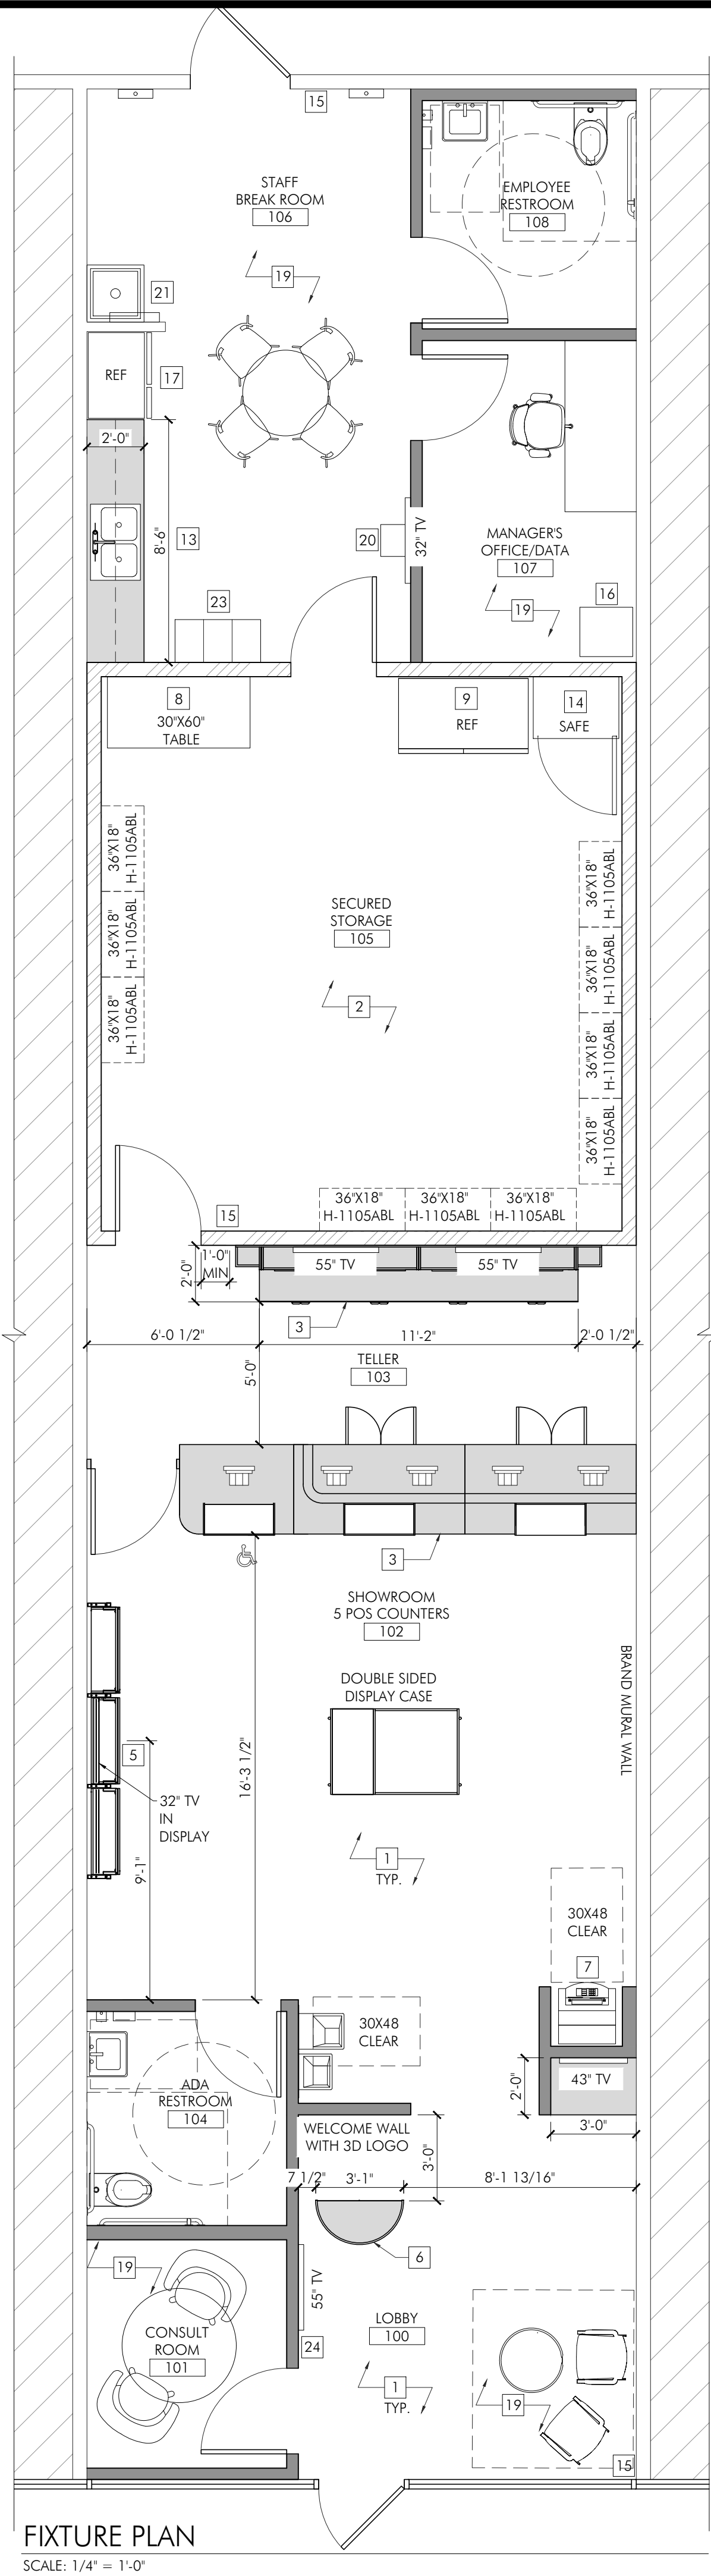 15
STAFF
BREAK ROOM
106
EMPLOYEE
RESTROOM
108
19
21
REF
17
2'-0"
8'-6"
13
20
32" TV
MANAGER'S
OFFICE/DATA
107
19
16
23
8
30"X60"
TABLE
9
REF
14
SAFE
36"X18"
H-1105ABL
36"X18"
H-1105ABL
36"X18"
H-1105ABL
36"X18"
H-1105ABL
36"X18"
H-1105ABL
36"X18"
H-1105ABL
36"X18"
H-1105ABL
SECURED
STORAGE
105
2
36"X18"
H-1105ABL
36"X18"
H-1105ABL
36"X18"
H-1105ABL
15
2'-0"
1'-0"
MIN
55" TV
55" TV
3
6'-0 1/2"
11'-2"
2'-0 1/2"
TELLER
103
5'-0"
3
SHOWROOM
5 POS COUNTERS
102
BRAND MURAL WALL
DOUBLE SIDED
DISPLAY CASE
5
32" TV
IN
DISPLAY
16'-3 1/2"
9'-1"
1
TYP.
30X48
CLEAR
7
30X48
CLEAR
43" TV
2'-0"
3'-0"
ADA
RESTROOM
104
WELCOME WALL
WITH 3D LOGO
3'-0"
7 1/2"
3'-1"
8'-1 13/16"
6
19
55" TV
CONSULT
ROOM
101
24
LOBBY
100
1
TYP.
19
15
FIXTURE PLAN
SCALE: 1/4" = 1'-0"